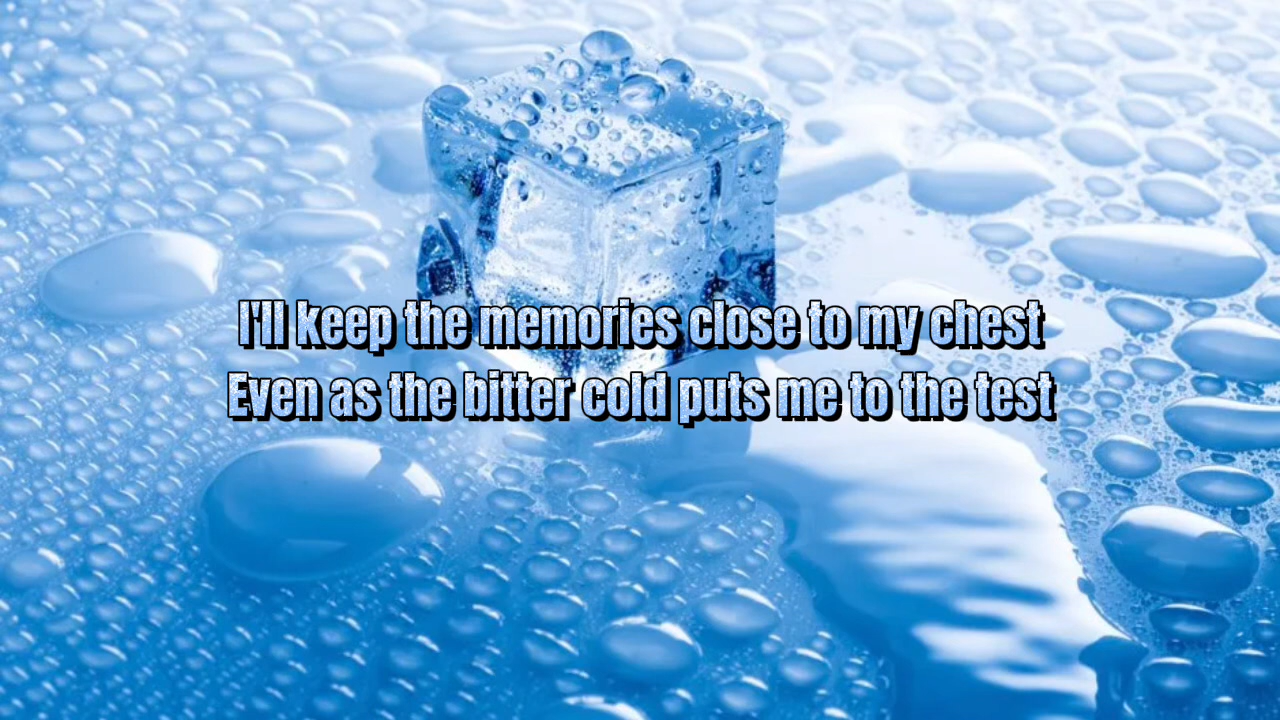 I'll keep the memories close to my chest
Even as the bitter cold puts me to the test